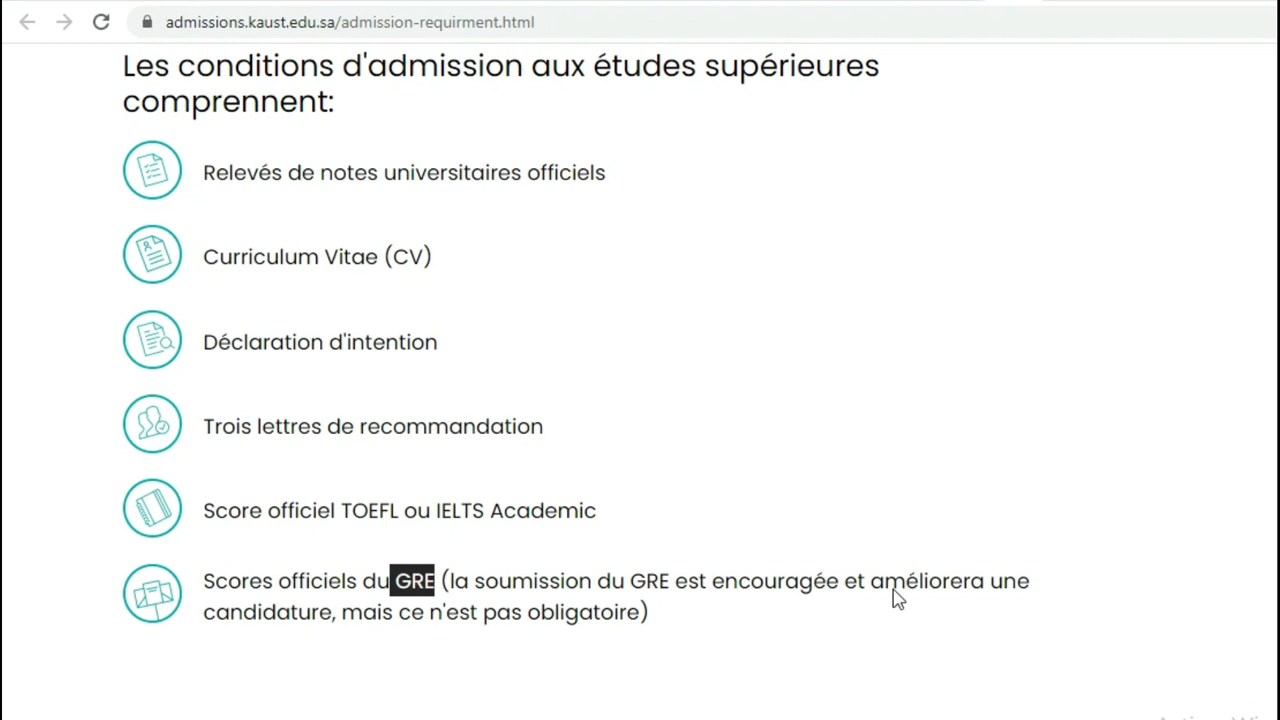 admissions.kaust.edu.sa/admission-requirment.html
Les conditions d'admission aux études supérieures
comprennent:
Relevés de notes universitaires officiels
Curriculum Vitae (CV)
Déclaration d'intention
Trois lettres de recommandation
Score officiel TOEFL ou IELTS Academic
Scores officiels du GRE (la soumission du GRE est encouragée et améliorera une
candidature, mais ce n'est pas obligatoire)